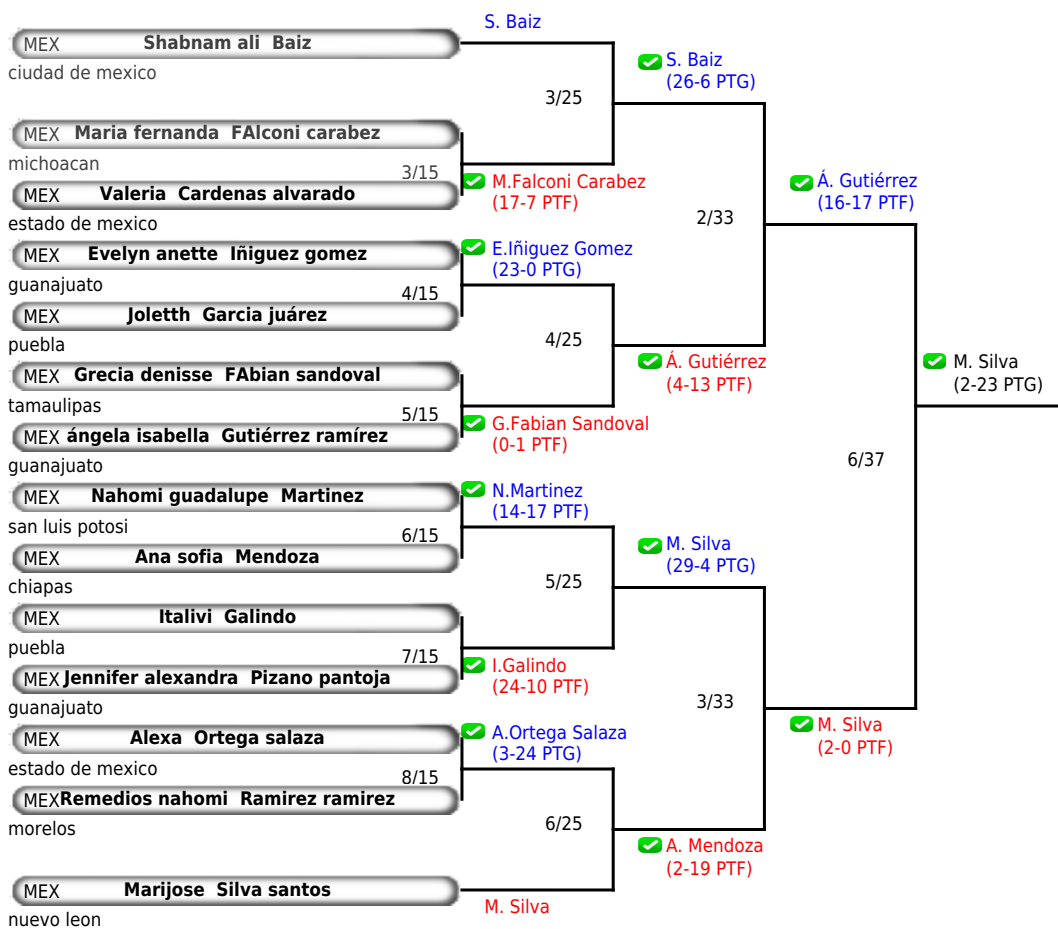 S. Baiz
MEX Shabnam ali Baiz
ciudad de mexico
S. Baiz
(26-6 PTG)
3/25
MEX Maria fernanda FAlconi carabez
michoacan
3/15
M.Falconi Carabez
(17-7 PTF)
MEX Valeria Cardenas alvarado
estado de mexico
Á. Gutiérrez
(16-17 PTF)
2/33
MEX Evelyn anette Iñiguez gomez
guanajuato
E.Iñiguez Gomez
(23-0 PTG)
4/15
MEX Joletth Garcia juárez
puebla
4/25
MEX Grecia denisse FAbian sandoval
tamaulipas
Á. Gutiérrez
(4-13 PTF)
M. Silva
(2-23 PTG)
5/15
G.Fabian Sandoval
(0-1 PTF)
MEX ángela isabella Gutiérrez ramírez
guanajuato
6/37
MEX Nahomi guadalupe Martinez
san luis potosi
N.Martinez
(14-17 PTF)
6/15
MEX Ana sofia Mendoza
chiapas
M. Silva
(29-4 PTG)
5/25
MEX Italivi Galindo
puebla
7/15
I.Galindo
(24-10 PTF)
MEX Jennifer alexandra Pizano pantoja
guanajuato
3/33
M. Silva
(2-0 PTF)
MEX Alexa Ortega salaza
estado de mexico
A.Ortega Salaza
(3-24 PTG)
8/15
MEX Remedios nahomi Ramirez ramirez
morelos
6/25
A. Mendoza
(2-19 PTF)
MEX Marijose Silva santos
nuevo leon
M. Silva